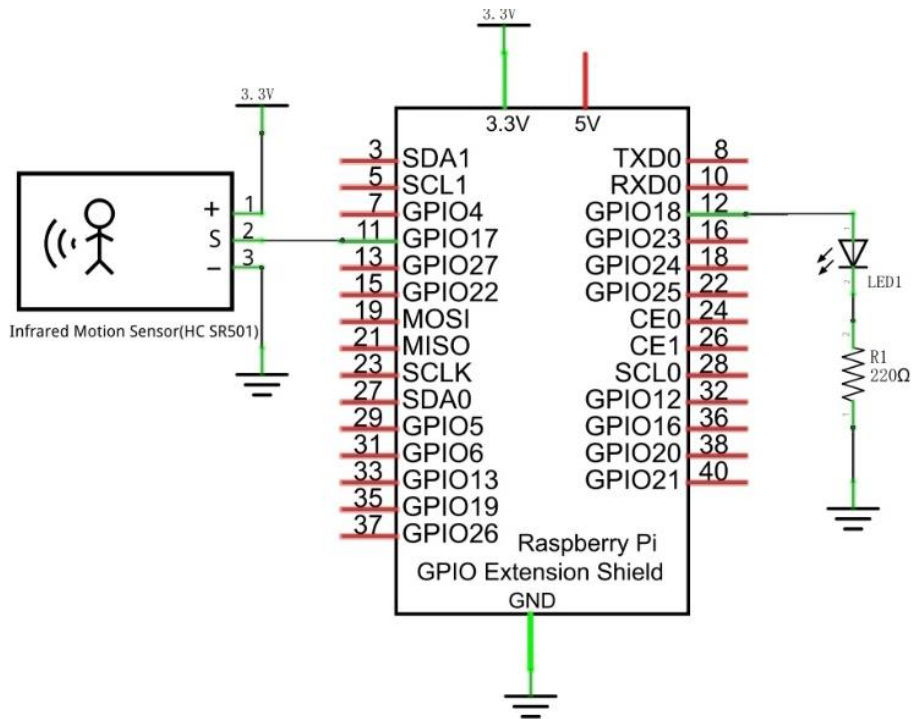 3.3V
3.3V
3.3V 5V
3 SDA1 TXD0 8
5 SCL1 RXD0 10
7 GPIO4 GPIO18 12
11 GPIO17 GPIO23 16
13 GPIO27 GPIO24 18
15 GPIO22 GPIO25 22
19 MOSI CE0 24
21 MISO CE1 26
23 SCLK SCL0 28
27 SDA0 GPIO12 32
29 GPIO5 GPIO16 36
31 GPIO6 GPIO20 38
33 GPIO13 GPIO21 40
35 GPIO19
37 GPIO26
Raspberry Pi
GPIO Extension Shield
GND
+ 1
S 2
− 3
Infrared Motion Sensor(HC SR501)
1
2
LED1
2
R1
220Ω
1